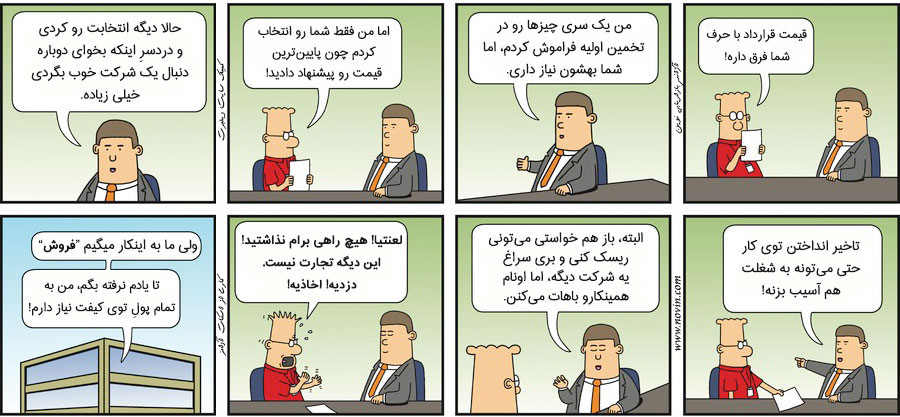 قیمت قرارداد با حرف
شما فرق داره!
من یک سری چیزها رو در
تخمین اولیه فراموش کردم، اما
شما بهشون نیاز داری.
اما من فقط شما رو انتخاب
کردم چون پایین‌ترین
قیمت رو پیشنهاد دادید!
حالا دیگه انتخابت رو کردی
و دردسرِ اینکه بخوای دوباره
دنبال یک شرکت خوب بگردی
خیلی زیاده.
تاخیر انداختن توی کار
حتی می‌تونه به شغلت
هم آسیب بزنه!
www.novin.com
البته، باز هم خواستی می‌تونی
ریسک کنی و بری سراغ
یه شرکت دیگه، اما اونام
همینکارو باهات می‌کنن.
لعنتیا! هیچ راهی برام نذاشتید!
این دیگه تجارت نیست.
دزدیه! اخاذیه!
ولی ما به اینکار میگیم "فروش"
تا یادم نرفته بگم، من به
تمام پولِ توی کیفت نیاز دارم!